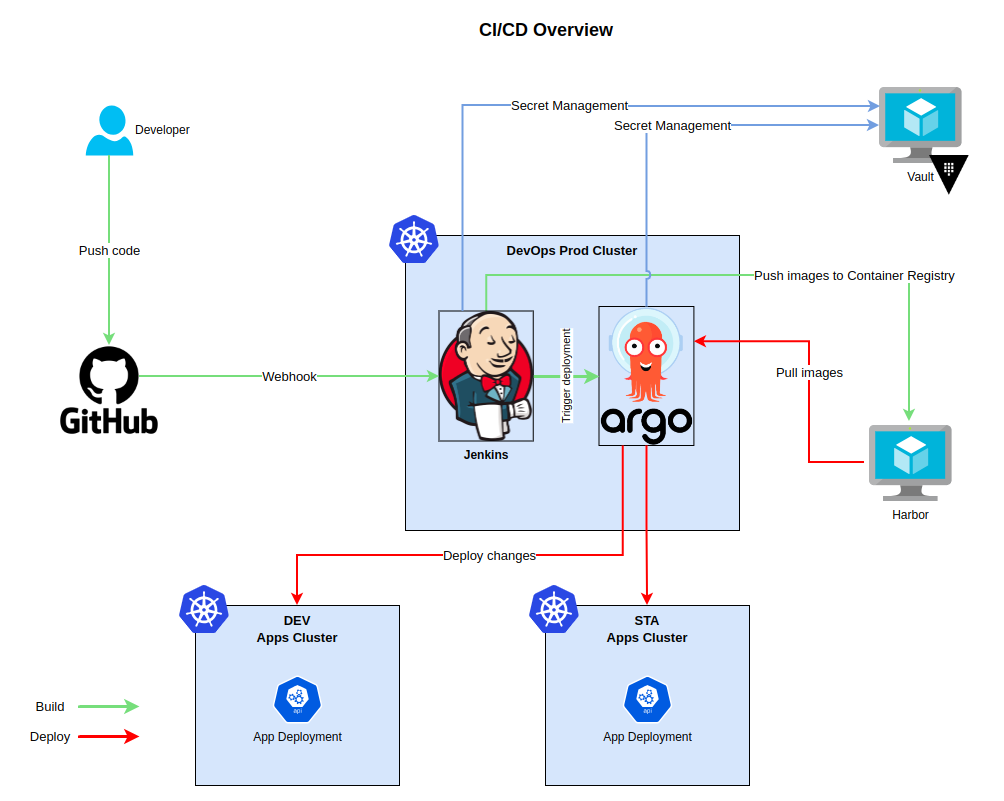 CI/CD Overview
Developer
Secret Management
Secret Management
Vault
Push code
DevOps Prod Cluster
Push images to Container Registry
GitHub
Webhook
Jenkins
Trigger deployment
argo
Pull images
Harbor
Deploy changes
DEV
Apps Cluster
api
App Deployment
STA
Apps Cluster
api
App Deployment
Build
Deploy